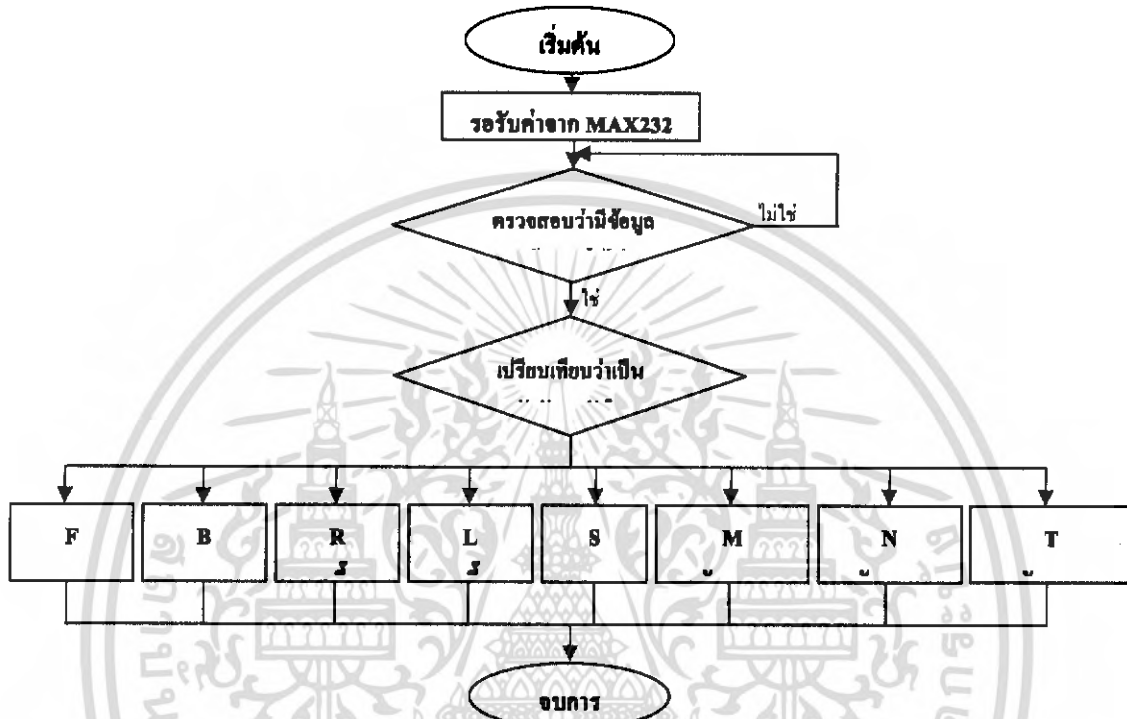 เริ่มต้น
รอรับค่าจาก MAX232
ตรวจสอบว่ามีข้อมูล
ไม่ใช่
ใช่
เปรียบเทียบว่าเป็น
F B R L S M N T
จบการ